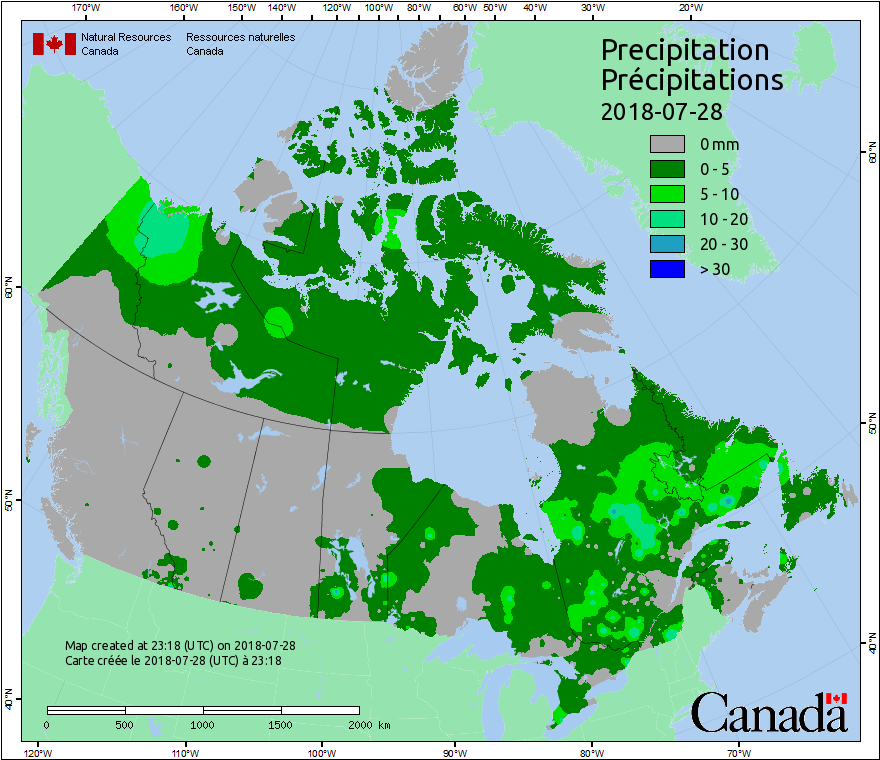 170°W 160°W 150°W 140°W 120°W 100°W 80°W 60°W 50°W 40°W 30°W 20°W
Natural Resources Ressources naturelles
Canada Canada
Precipitation
Précipitations
2018-07-28
0 mm
0 - 5
5 - 10
10 - 20
20 - 30
> 30
60°N
60°N
50°N
50°N
40°N
40°N
Map created at 23:18 (UTC) on 2018-07-28
Carte créée le 2018-07-28 (UTC) à 23:18
0 500 1000 1500 2000 km
Canada
120°W 110°W 100°W 90°W 80°W 70°W